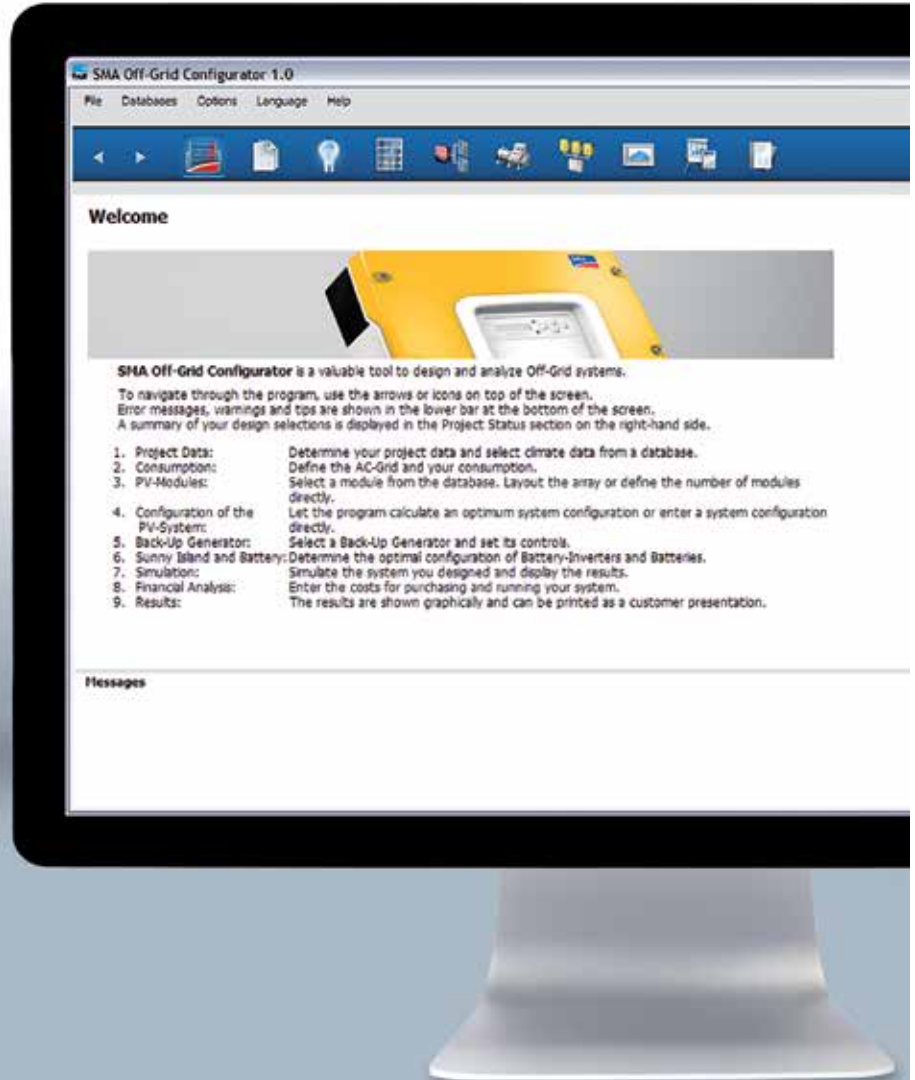 SMA Off-Grid Configurator 1.0
File Databases Options Language Help
Welcome
SMA Off-Grid Configurator is a valuable tool to design and analyze Off-Grid systems.
To navigate through the program, use the arrows or icons on top of the screen.
Error messages, warnings and tips are shown in the lower bar at the bottom of the screen.
A summary of your design selections is displayed in the Project Status section on the right-hand side.
1. Project Data: Determine your project data and select climate data from a database.
2. Consumption: Define the AC-Grid and your consumption.
3. PV-Modules: Select a module from the database. Layout the array or define the number of modules
directly.
4. Configuration of the Let the program calculate an optimum system configuration or enter a system configuration
PV-System: directly.
5. Back-Up Generator: Select a Back-Up Generator and set its controls.
6. Sunny Island and Battery: Determine the optimal configuration of Battery-Inverters and Batteries.
7. Simulation: Simulate the system you designed and display the results.
8. Financial Analysis: Enter the costs for purchasing and running your system.
9. Results: The results are shown graphically and can be printed as a customer presentation.
Messages